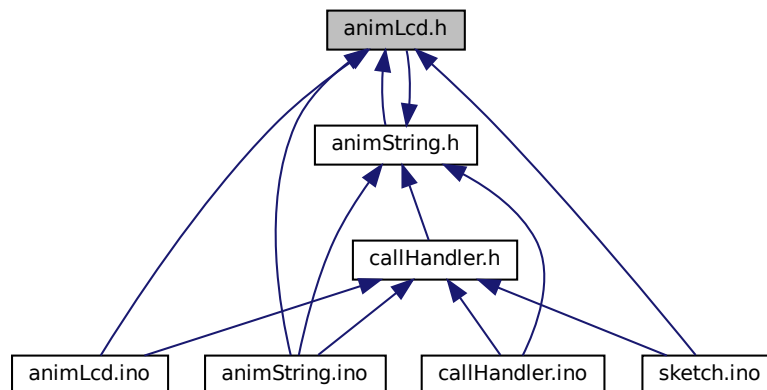 animLcd.h
animString.h
callHandler.h
animLcd.ino
animString.ino
callHandler.ino
sketch.ino